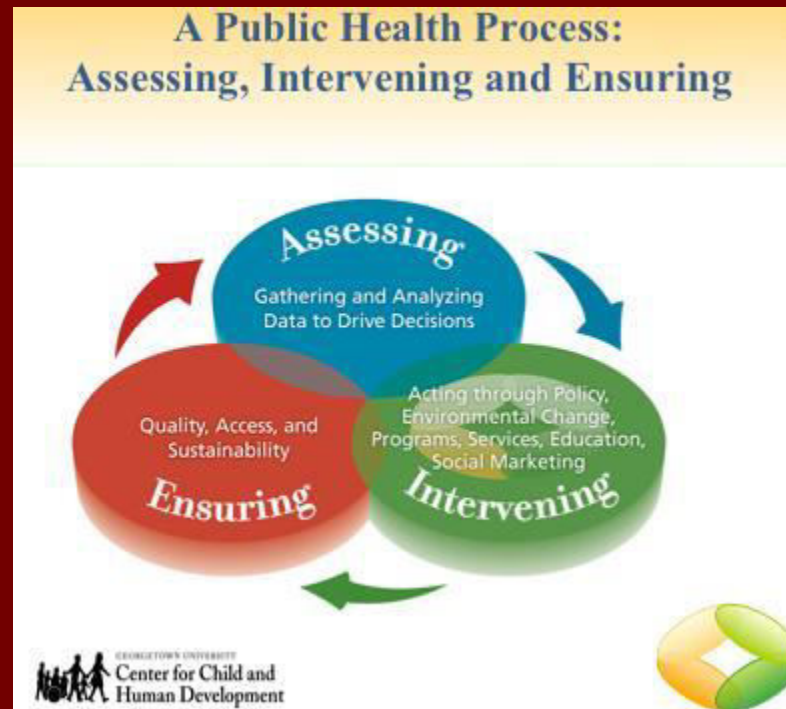 A Public Health Process:
Assessing, Intervening and Ensuring
Assessing
Gathering and Analyzing
Data to Drive Decisions
Acting through Policy,
Environmental Change,
Programs, Services, Education,
Social Marketing
Intervening
Quality, Access, and
Sustainability
Ensuring
GEORGETOWN UNIVERSITY
Center for Child and
Human Development